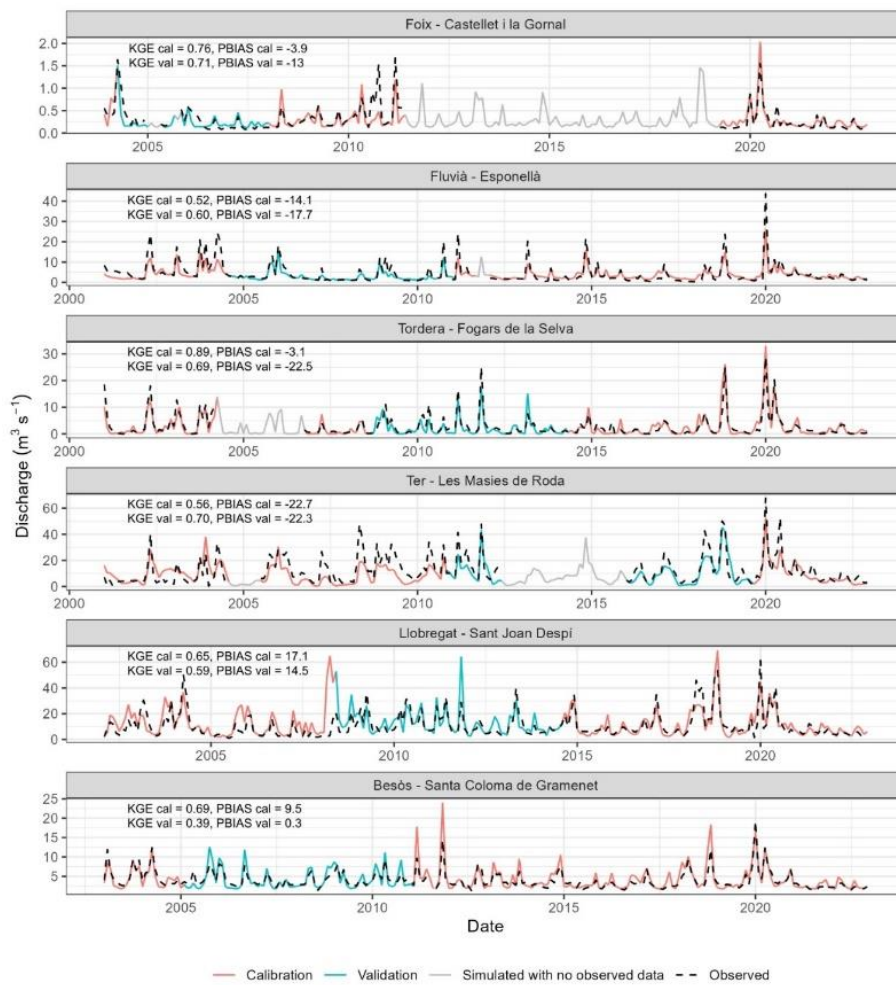 Foix - Castellet i la Gornal
KGE cal = 0.76, PBIAS cal = -3.9
KGE val = 0.71, PBIAS val = -13
2.0
1.5
1.0
0.5
0.0
2005 2010 2015 2020
Fluvià - Esponellà
KGE cal = 0.52, PBIAS cal = -14.1
KGE val = 0.60, PBIAS val = -17.7
40
30
20
10
0
2000 2005 2010 2015 2020
Tordera - Fogars de la Selva
KGE cal = 0.89, PBIAS cal = -3.1
KGE val = 0.69, PBIAS val = -22.5
30
20
10
0
2000 2005 2010 2015 2020
Discharge (m³ s⁻¹)
Ter - Les Masies de Roda
KGE cal = 0.56, PBIAS cal = -22.7
KGE val = 0.70, PBIAS val = -22.3
60
40
20
0
2000 2005 2010 2015 2020
Llobregat - Sant Joan Despí
KGE cal = 0.65, PBIAS cal = 17.1
KGE val = 0.59, PBIAS val = 14.5
60
40
20
0
2005 2010 2015 2020
Besòs - Santa Coloma de Gramenet
KGE cal = 0.69, PBIAS cal = 9.5
KGE val = 0.39, PBIAS val = 0.3
25
20
15
10
5
2005 2010 2015 2020
Date
Calibration Validation Simulated with no observed data Observed